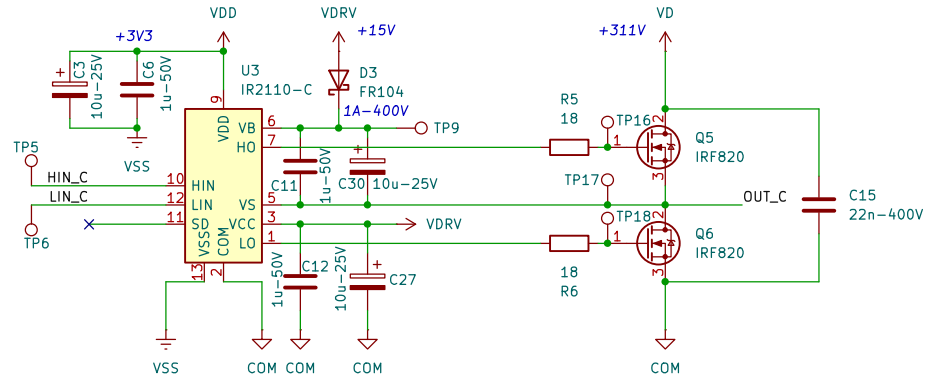 VDD
VDRV
VD
+3V3
+15V
+311V
C3
10u-25V
C6
1u-50V
U3
IR2110-C
D3
FR104
1A-400V
9
VDD
6
VB
TP9
7
HO
R5
18
TP16
1
2
3
Q5
IRF820
C11
1u-50V
C30
10u-25V
VSS
TP5
HIN_C
10
HIN
LIN_C
12
LIN
TP6
11
SD
5
VS
TP17
OUT_C
C15
22n-400V
3
VCC
VDRV
1
LO
TP18
1
2
3
Q6
IRF820
18
R6
VSS
COM
13
2
C12
1u-50V
10u-25V
C27
VSS
COM
COM
COM
COM